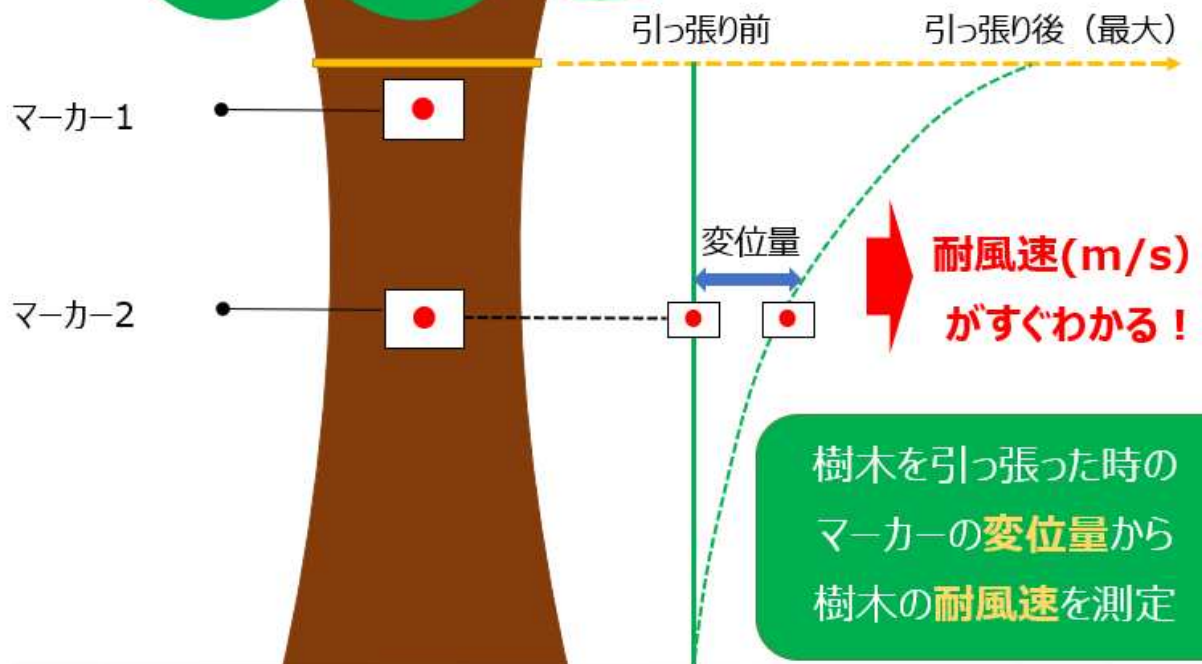 引っ張り前
引っ張り後（最大）
マーカー1
変位量
耐風速(m/s)
がすぐわかる！
マーカー2
樹木を引っ張った時の
マーカーの変位量から
樹木の耐風速を測定